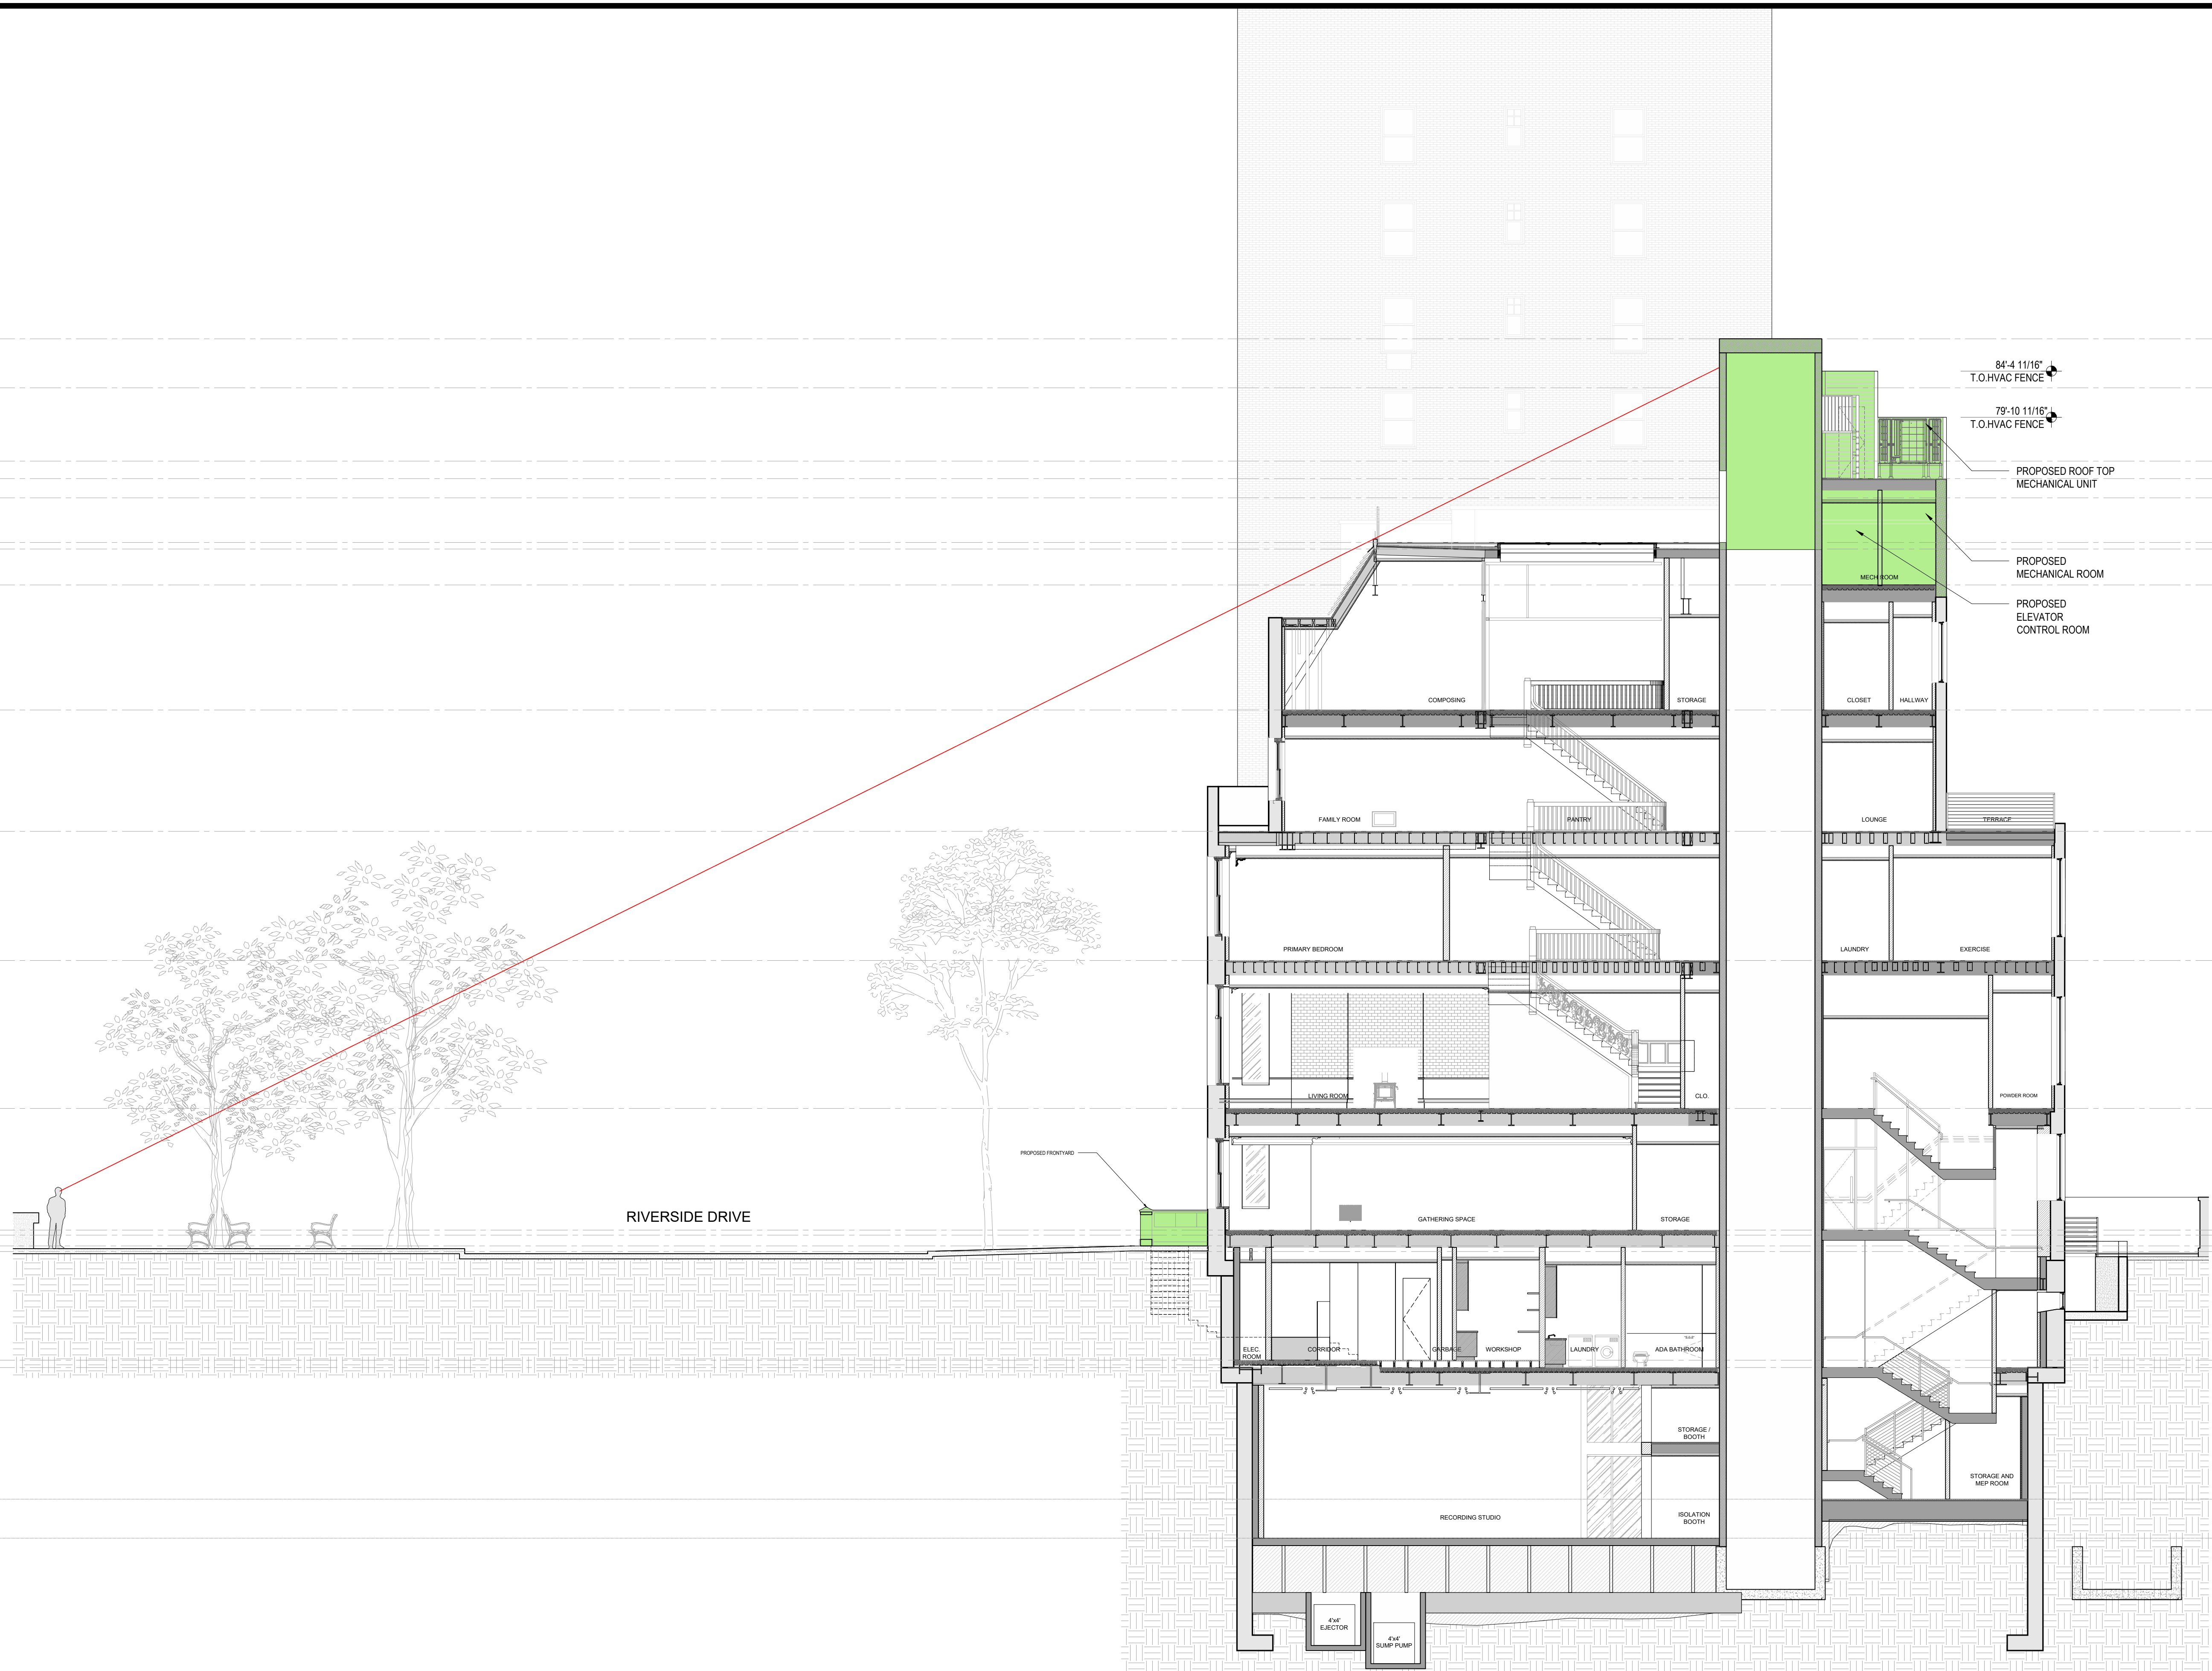 84'-4 11/16"
T.O.HVAC FENCE
79'-10 11/16"
T.O.HVAC FENCE
PROPOSED ROOF TOP
MECHANICAL UNIT
PROPOSED
MECHANICAL ROOM
MECH ROOM
PROPOSED
ELEVATOR
CONTROL ROOM
COMPOSING
STORAGE
CLOSET
HALLWAY
FAMILY ROOM
PANTRY
LOUNGE
TERRACE
PRIMARY BEDROOM
LAUNDRY
EXERCISE
LIVING ROOM
CLO.
POWDER ROOM
PROPOSED FRONTYARD
RIVERSIDE DRIVE
GATHERING SPACE
STORAGE
ELEC.
ROOM
CORRIDOR
GARBAGE
WORKSHOP
LAUNDRY
ADA BATHROOM
STORAGE /
BOOTH
STORAGE AND
MEP ROOM
RECORDING STUDIO
ISOLATION
BOOTH
4'x4'
EJECTOR
4'x4'
SUMP PUMP